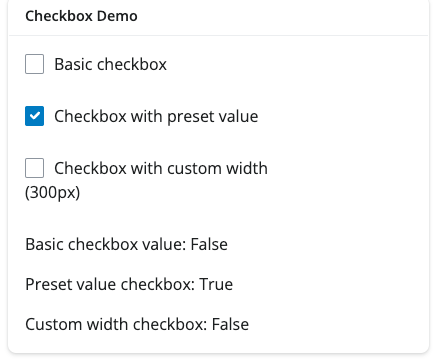 Checkbox Demo
Basic checkbox
Checkbox with preset value
Checkbox with custom width
(300px)
Basic checkbox value: False
Preset value checkbox: True
Custom width checkbox: False